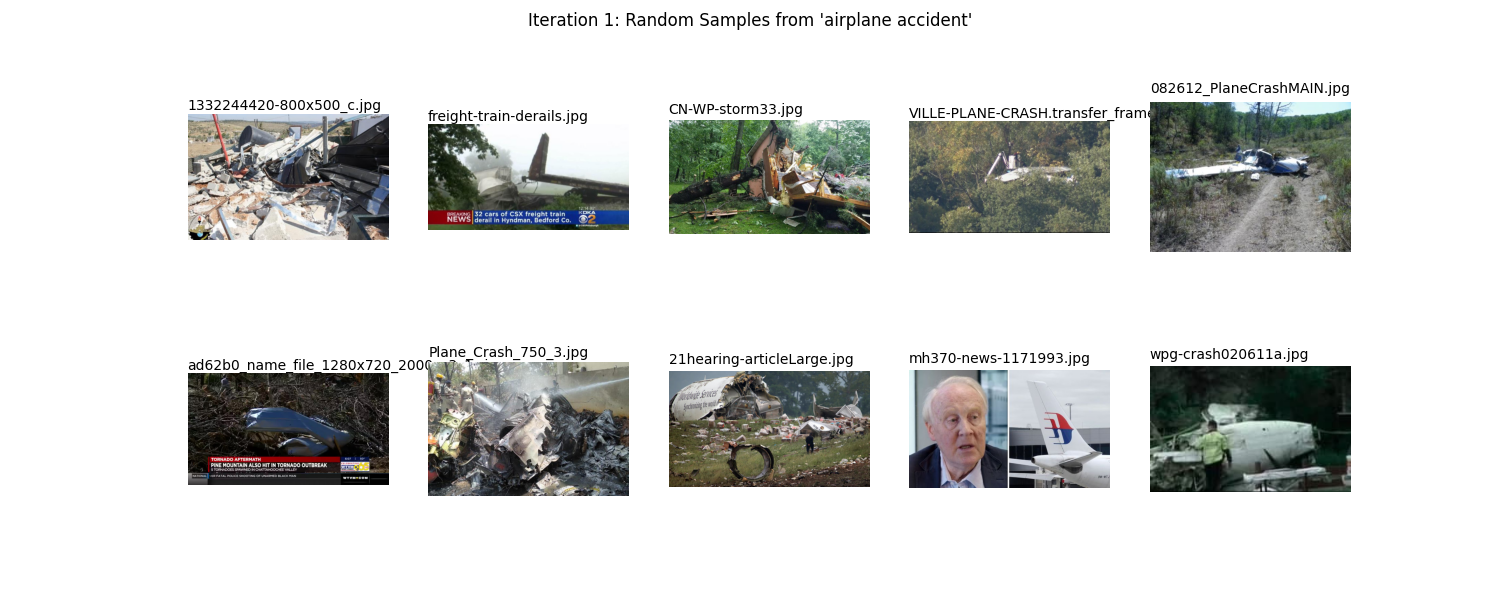 Iteration 1: Random Samples from 'airplane accident'
1332244420-800x500_c.jpg
freight-train-derails.jpg
CN-WP-storm33.jpg
VILLE-PLANE-CRASH.transfer_frame
082612_PlaneCrashMAIN.jpg
BREAKING
NEWS
32 cars of CSX freight train
derail in Hyndman, Bedford Co.
KDKA
2
ad62b0_name_file_1280x720_2000
Plane_Crash_750_3.jpg
21hearing-articleLarge.jpg
mh370-news-1171993.jpg
wpg-crash020611a.jpg
TORNADO AFTERMATH
PINE MOUNTAIN ALSO HIT IN TORNADO OUTBREAK